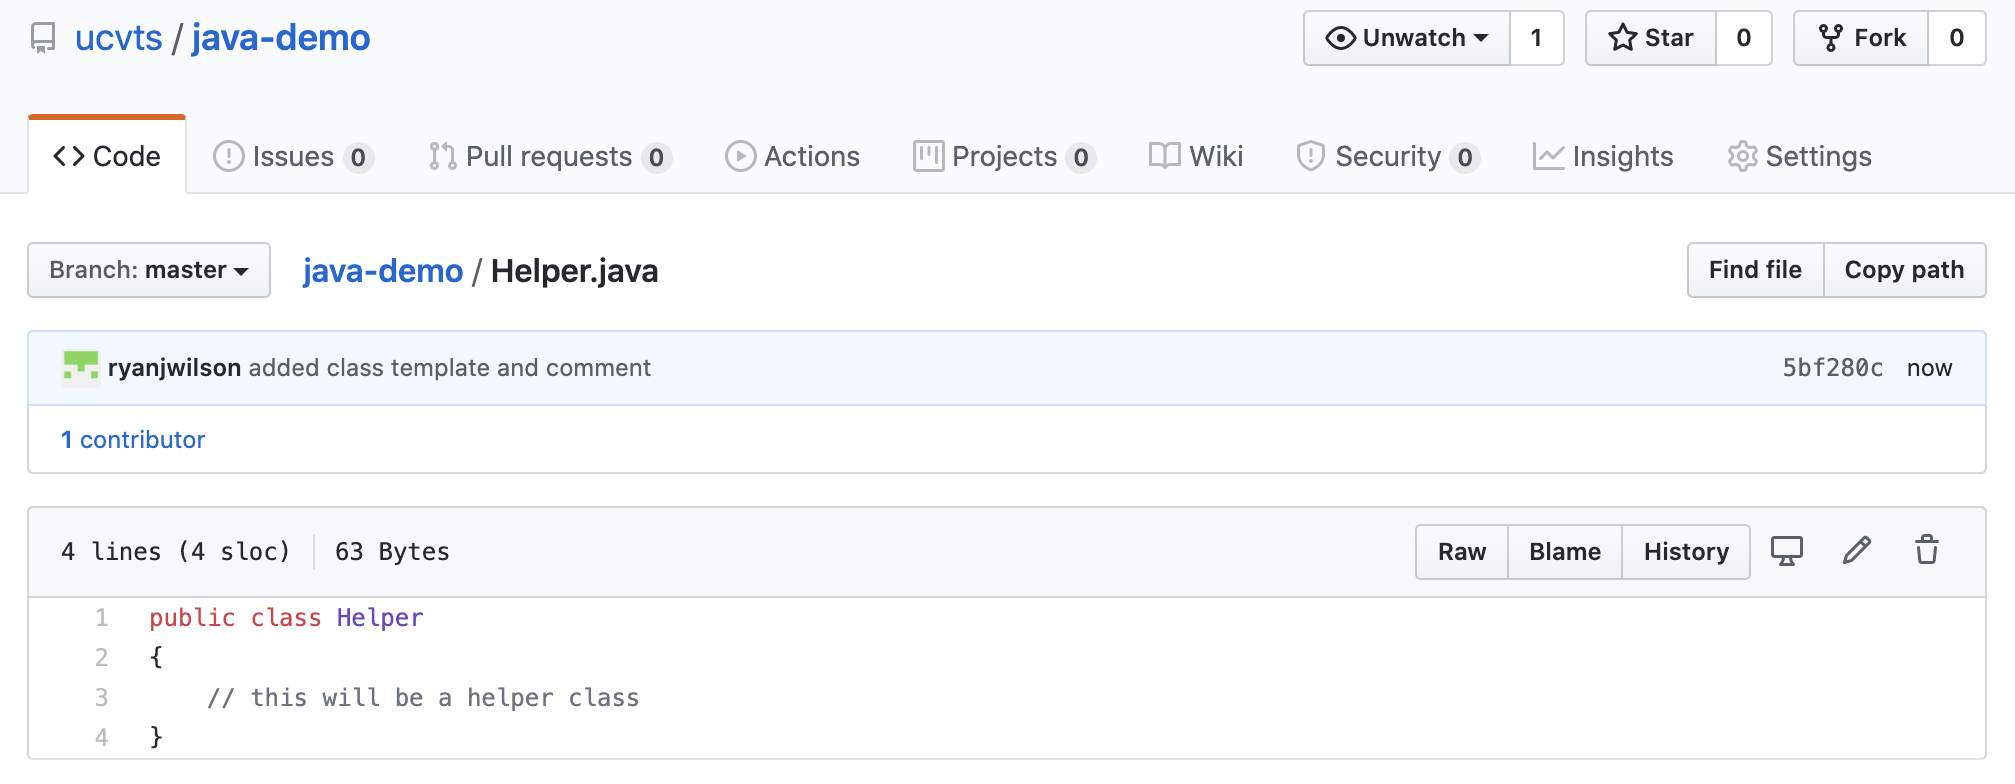 ucvts / java-demo
Unwatch 1 Star 0 Fork 0
Code Issues 0 Pull requests 0 Actions Projects 0 Wiki Security 0 Insights Settings
Branch: master java-demo / Helper.java Find file Copy path
ryanjwilson added class template and comment 5bf280c now
1 contributor
4 lines (4 sloc) 63 Bytes Raw Blame History
1 public class Helper
2 {
3 // this will be a helper class
4 }